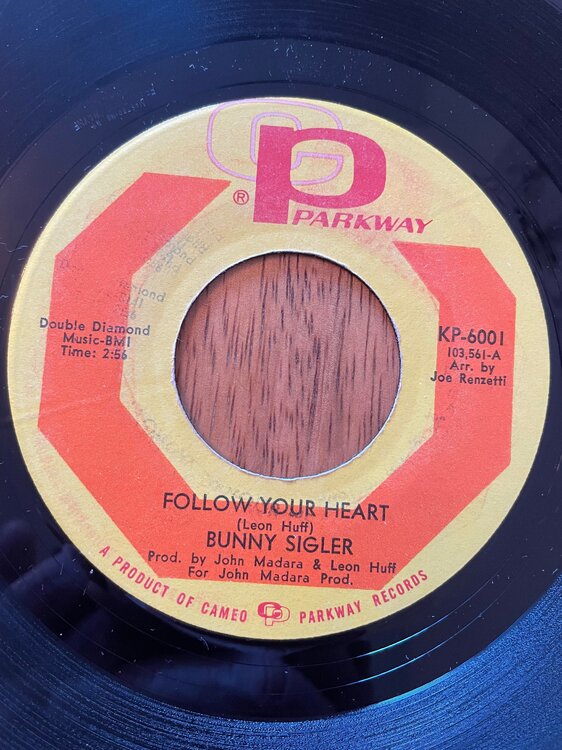 CP
® PARKWAY
Double Diamond
Music-BMI
Time: 2:56
KP-6001
103,561-A
Arr. by
Joe Renzetti
FOLLOW YOUR HEART
(Leon Huff)
BUNNY SIGLER
Prod. by John Madara & Leon Huff
For John Madara Prod.
A PRODUCT OF CAMEO CP PARKWAY RECORDS